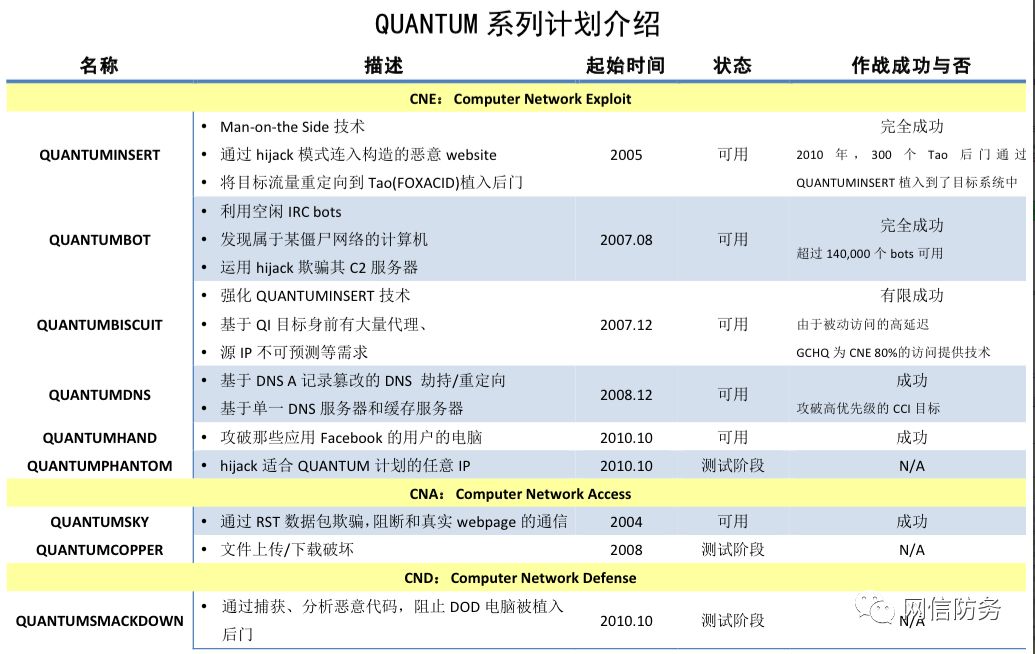 QUANTUM 系列计划介绍
名称 描述 起始时间 状态 作战成功与否
CNE： Computer Network Exploit
QUANTUMINSERT
• Man-on-the Side 技术
• 通过 hijack 模式连入构造的恶意 website
• 将目标流量重定向到 Tao(FOXACID)植入后门
2005
可用
完全成功
2010 年，300 个 Tao 后门通过
QUANTUMINSERT 植入到了目标系统中
QUANTUMBOT
• 利用空闲 IRC bots
• 发现属于某僵尸网络的计算机
• 运用 hijack 欺骗其 C2 服务器
2007.08
可用
完全成功
超过 140,000 个 bots 可用
QUANTUMBISCUIT
• 强化 QUANTUMINSERT 技术
• 基于 QI 目标身前有大量代理、
• 源 IP 不可预测等需求
2007.12
可用
有限成功
由于被动访问的高延迟
GCHQ 为 CNE 80%的访问提供技术
QUANTUMDNS
• 基于 DNS A 记录篡改的 DNS 劫持/重定向
• 基于单一 DNS 服务器和缓存服务器
2008.12
可用
成功
攻破高优先级的 CCI 目标
QUANTUMHAND • 攻破那些应用 Facebook 的用户的电脑 2010.10 可用 成功
QUANTUMPHANTOM • hijack 适合 QUANTUM 计划的任意 IP 2010.10 测试阶段 N/A
CNA： Computer Network Access
QUANTUMSKY • 通过 RST 数据包欺骗，阻断和真实 webpage 的通信 2004 可用 成功
QUANTUMCOPPER • 文件上传/下载破坏 2008 测试阶段 N/A
CND： Computer Network Defense
QUANTUMSMACKDOWN
• 通过捕获、分析恶意代码，阻止 DOD 电脑被植入
后门
2010.10
测试阶段
N/A
网信防务